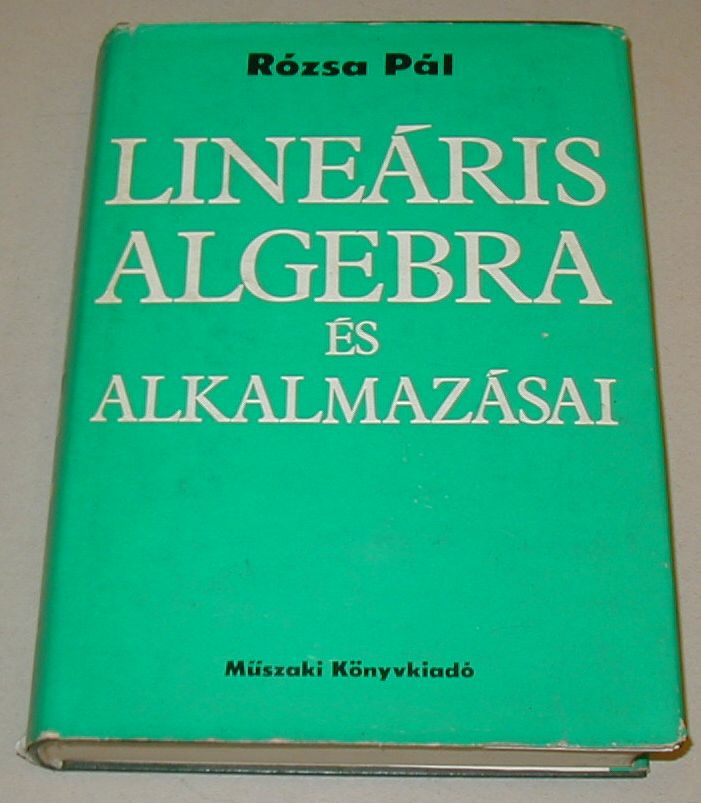 Rózsa Pál
LINEÁRIS
ALGEBRA
ÉS
ALKALMAZÁSAI
Műszaki Könyvkiadó